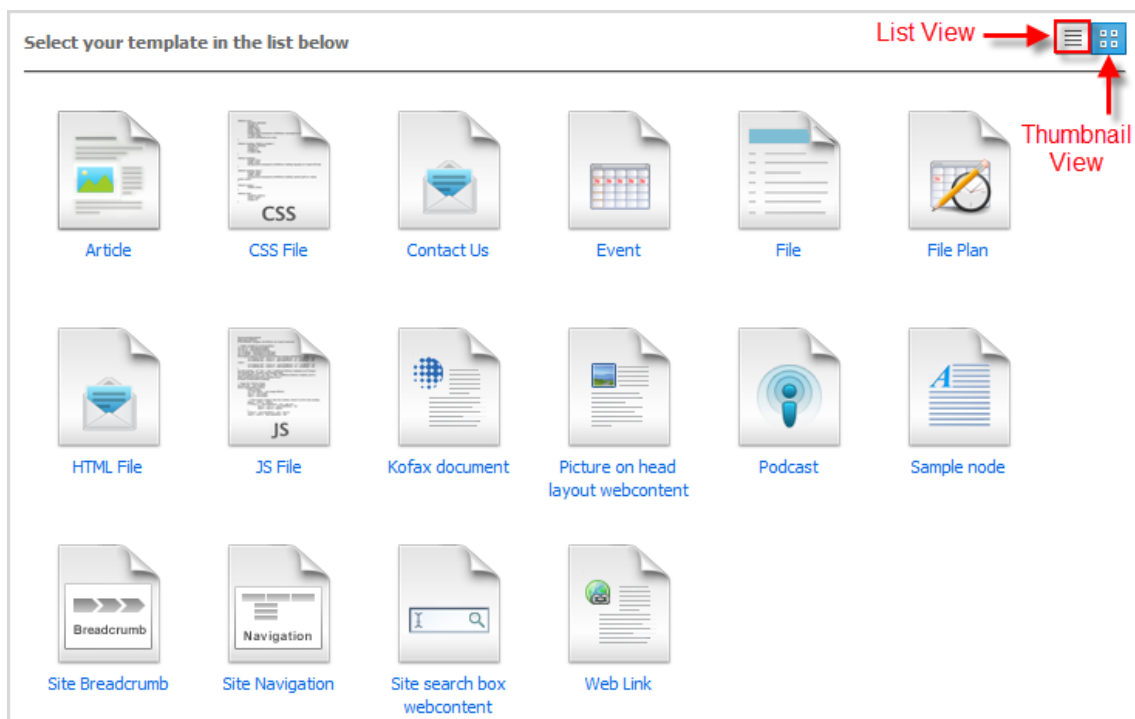 Select your template in the list below
List View
Thumbnail
View
CSS
Article
CSS File
Contact Us
Event
File
File Plan
JS
HTML File
JS File
Kofax document
Picture on head
layout webcontent
Podcast
A
Sample node
Breadcrumb
Navigation
Site Breadcrumb
Site Navigation
Site search box
webcontent
Web Link